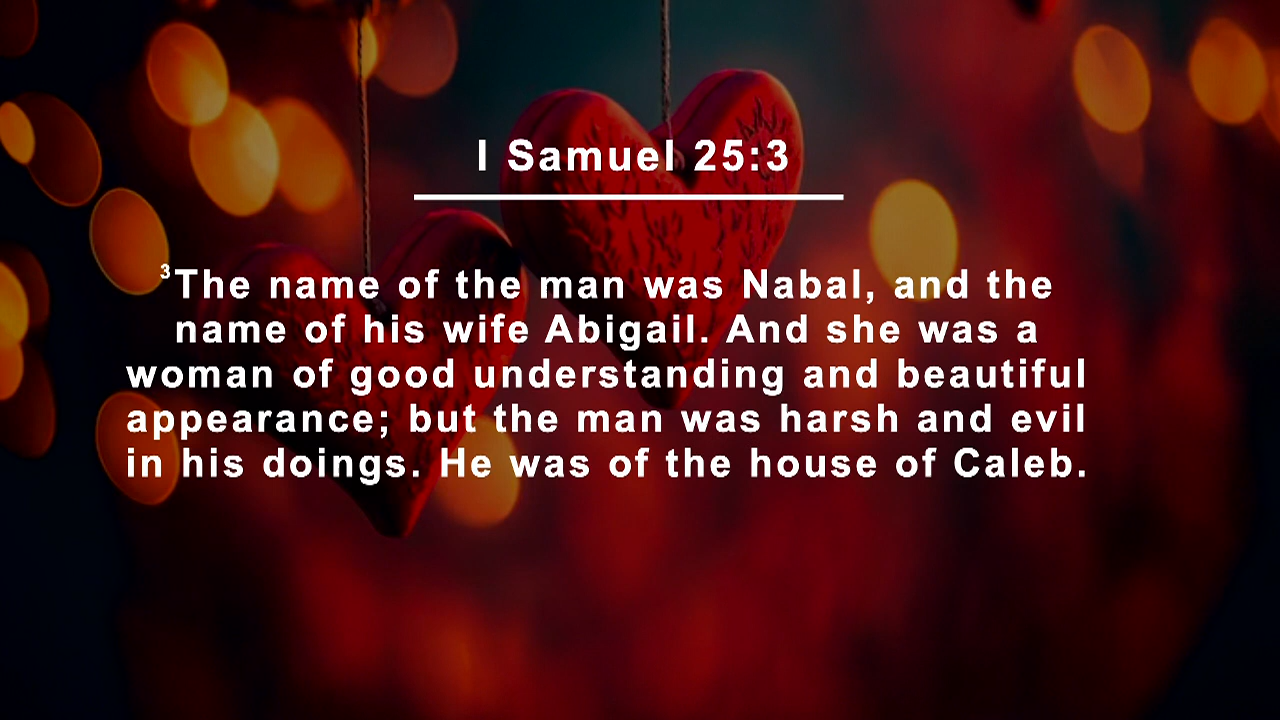 I Samuel 25:3
³The name of the man was Nabal, and the
name of his wife Abigail. And she was a
woman of good understanding and beautiful
appearance; but the man was harsh and evil
in his doings. He was of the house of Caleb.